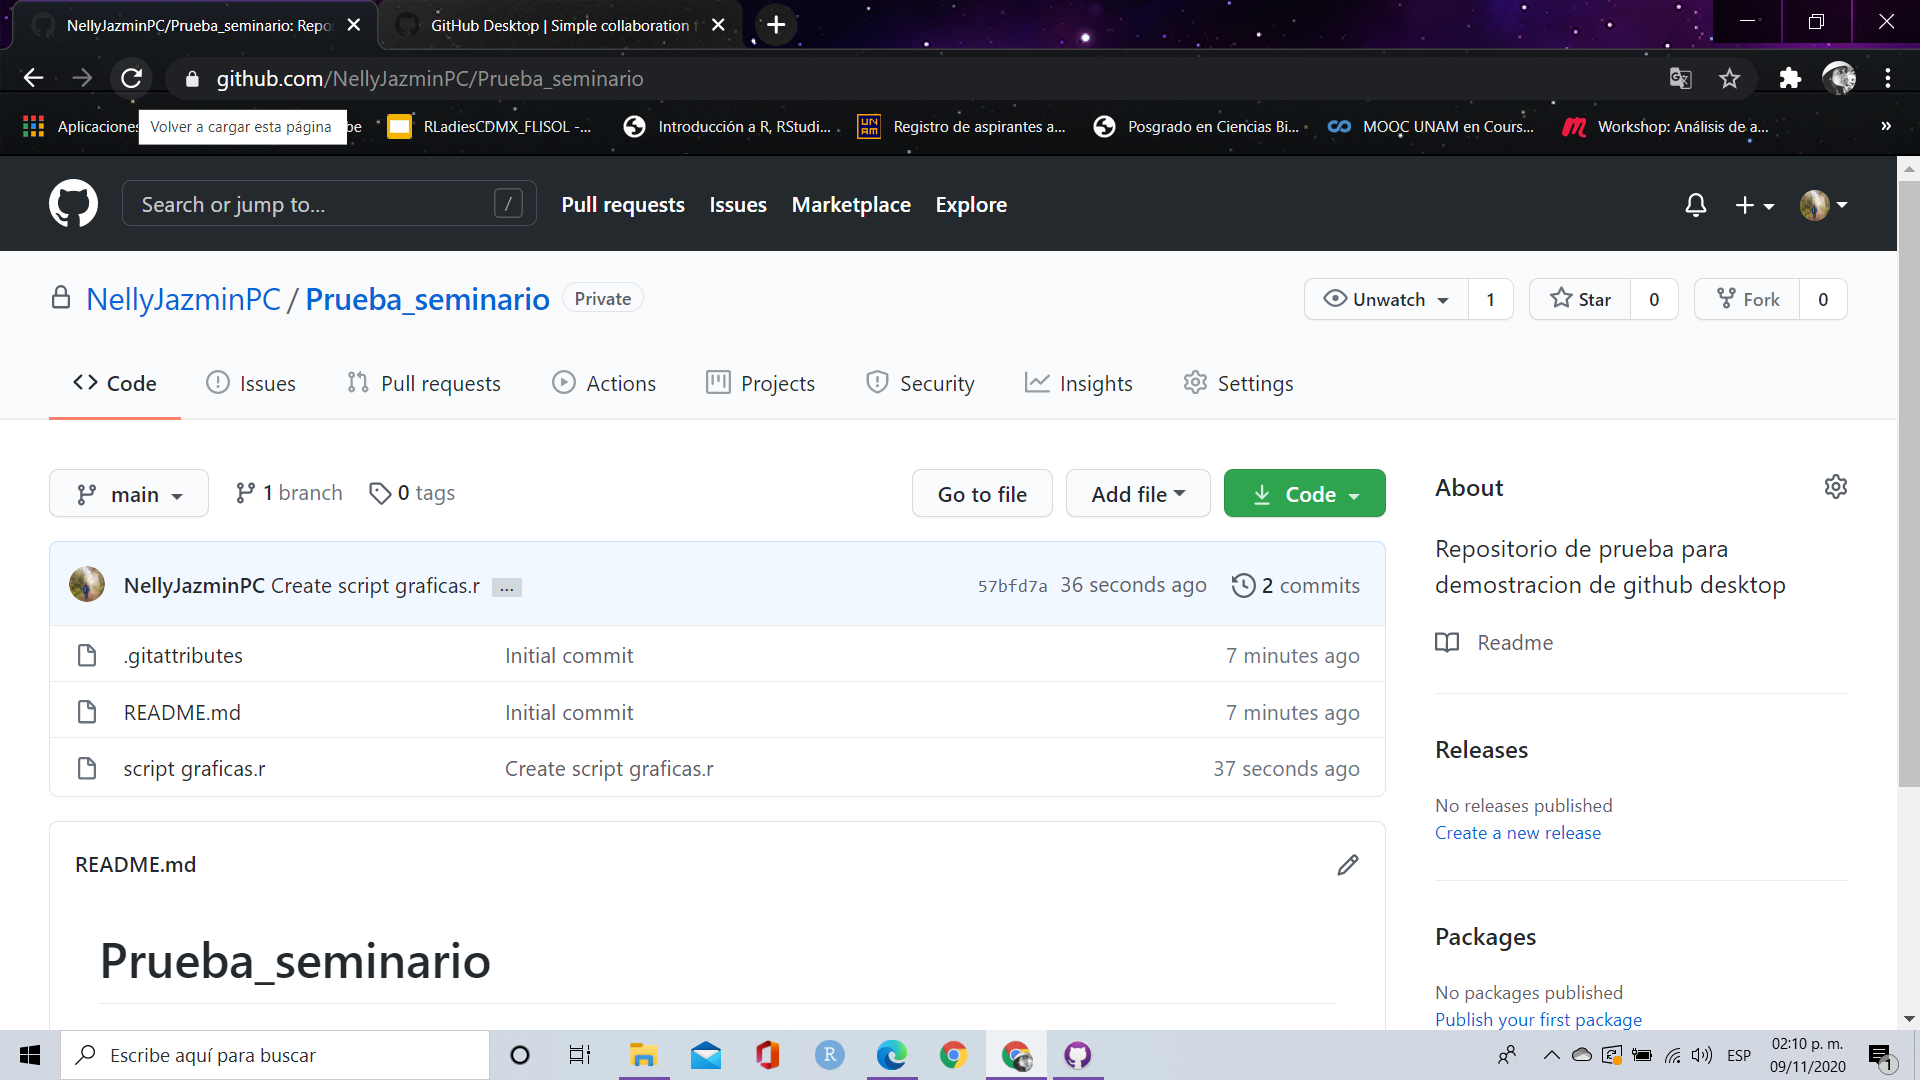 NellyJazminPC/Prueba_seminario: Repo
GitHub Desktop | Simple collaboration f
github.com/NellyJazminPC/Prueba_seminario
Aplicaciones
Volver a cargar esta página
be
RLadiesCDMX_FLISOL -...
Introducción a R, RStudi...
Registro de aspirantes a...
Posgrado en Ciencias Bi...
MOOC UNAM en Cours...
Workshop: Análisis de a...
»
Search or jump to...
/
Pull requests
Issues
Marketplace
Explore
NellyJazminPC / Prueba_seminario
Private
Unwatch
1
Star
0
Fork
0
Code
Issues
Pull requests
Actions
Projects
Security
Insights
Settings
main
1 branch
0 tags
Go to file
Add file
Code
NellyJazminPC Create script graficas.r
...
57bfd7a 36 seconds ago
2 commits
.gitattributes
Initial commit
7 minutes ago
README.md
Initial commit
7 minutes ago
script graficas.r
Create script graficas.r
37 seconds ago
README.md
Prueba_seminario
About
Repositorio de prueba para
demostracion de github desktop
Readme
Releases
No releases published
Create a new release
Packages
No packages published
Publish your first package
Escribe aquí para buscar
R
ESP
02:10 p. m.
09/11/2020
1